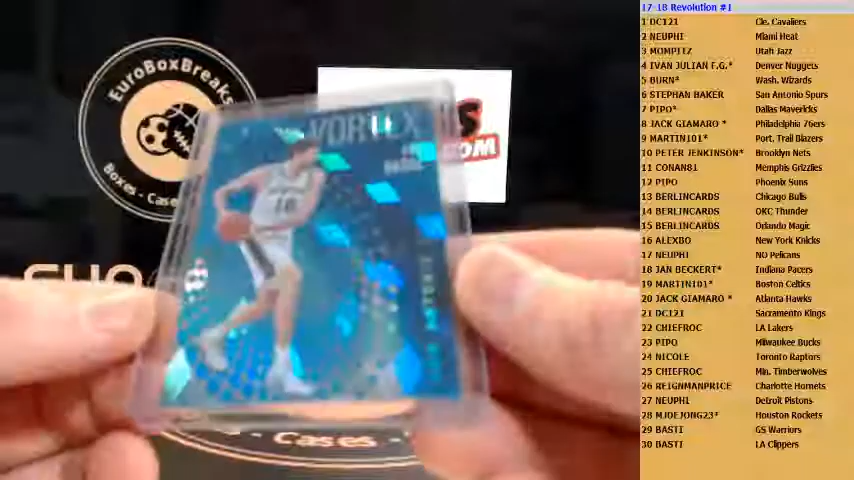 17-18 Revolution #1
1 DC121 Cle. Cavaliers
2 NEUPHI Miami Heat
3 MOMPITZ Utah Jazz
4 IVAN JULIAN F.G.* Denver Nuggets
5 BURN* Wash. Wizards
6 STEPHAN BAKER San Antonio Spurs
7 PIPO* Dallas Mavericks
8 JACK GIAMARO * Philadelphia 76ers
9 MARTIN101* Port. Trail Blazers
10 PETER JENKINSON* Brooklyn Nets
11 CONAN81 Memphis Grizzlies
12 PIPO Phoenix Suns
13 BERLINCARDS Chicago Bulls
14 BERLINCARDS OKC Thunder
15 BERLINCARDS Orlando Magic
16 ALEXBO New York Knicks
17 NEUPHI NO Pelicans
18 JAN BECKERT* Indiana Pacers
19 MARTIN101* Boston Celtics
20 JACK GIAMARO * Atlanta Hawks
21 DC121 Sacramento Kings
22 CHIEFROC LA Lakers
23 PIPO Milwaukee Bucks
24 NICOLE Toronto Raptors
25 CHIEFROC Min. Timberwolves
26 REIGNMANPRICE Charlotte Hornets
27 NEUPHI Detroit Pistons
28 MJOEJONG23* Houston Rockets
29 BASTI GS Warriors
30 BASTI LA Clippers
EuroBoxBreaks
Boxes - Case
VORTEX
16
Cases